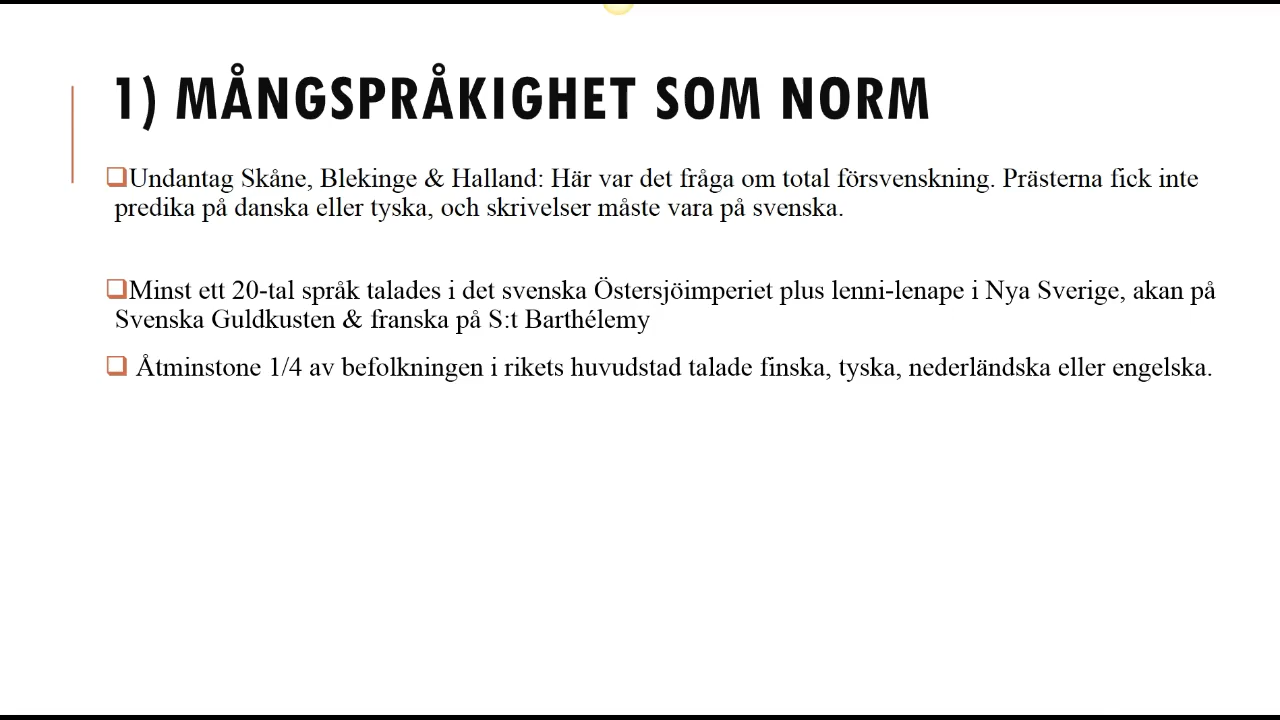 1) MÅNGSPRÅKIGHET SOM NORM
❑Undantag Skåne, Blekinge & Halland: Här var det fråga om total försvenskning. Prästerna fick inte
predika på danska eller tyska, och skrivelser måste vara på svenska.
❑Minst ett 20-tal språk talades i det svenska Östersjöimperiet plus lenni-lenape i Nya Sverige, akan på
Svenska Guldkusten & franska på S:t Barthélemy
❑ Åtminstone 1/4 av befolkningen i rikets huvudstad talade finska, tyska, nederländska eller engelska.